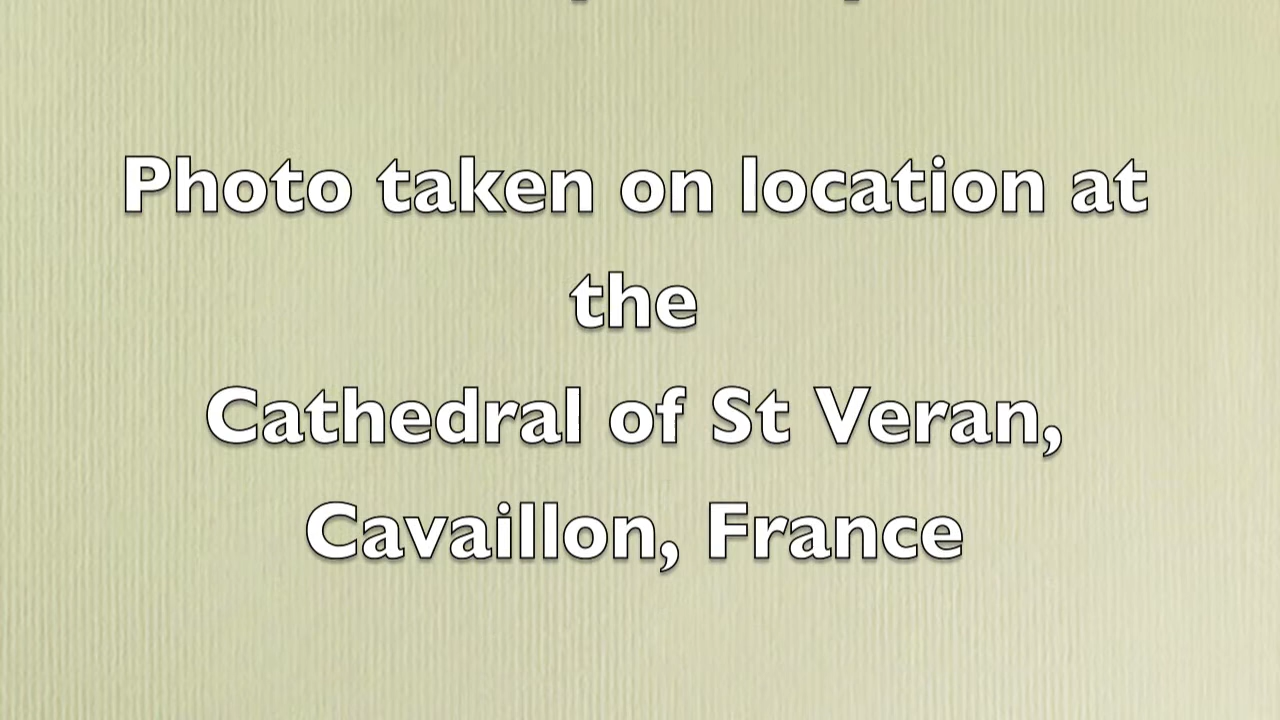 Photo taken on location at
the
Cathedral of St Veran,
Cavaillon, France